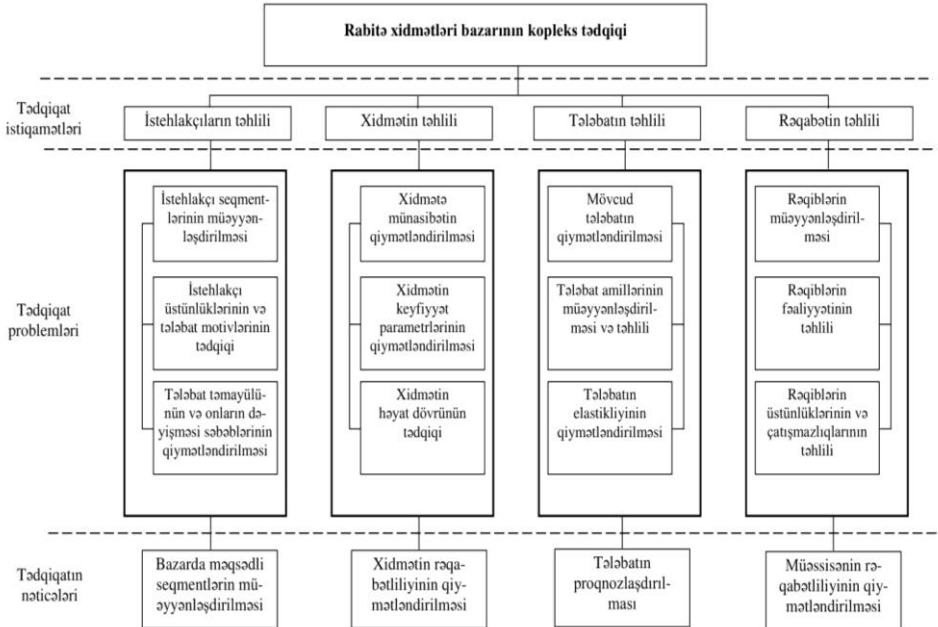 Rabitə xidmətləri bazarının kopleks tədqiqi
Tədqiqat
istiqamətləri
İstehlakçıların təhlili
Xidmətin təhlili
Tələbatın təhlili
Rəqabətin təhlili
Tədqiqat
problemləri
İstehlakçı seqment-
lərinin müəyyən-
ləşdirilməsi
İstehlakçı
üstünlüklərinin və
tələbat motivlərinin
tədqiqi
Tələbat təmayülü-
nün və onların də-
yişməsi səbəblərinin
qiymətləndirilməsi
Xidmətə
münasibətin
qiymətləndirilməsi
Xidmətin
keyfiyyət
parametrlərinin
qiymətləndirilməsi
Xidmətin
həyat dövrünün
tədqiqi
Mövcud
tələbatın
qiymətləndirilməsi
Tələbat amillərinin
müəyyənləşdiril-
məsi və təhlili
Tələbatın
elastikliyinin
qiymətləndirilməsi
Rəqiblərin
müəyyənləşdiril-
məsi
Rəqiblərin
fəaliyyətinin
təhlili
Rəqiblərin
üstünlüklərinin və
çatışmazlıqlarının
təhlili
Tədqiqatın
nəticələri
Bazarda məqsədli
seqmentlərin mü-
əyyənləşdirilməsi
Xidmətin rəqa-
bətliliyinin qiy-
mətləndirilməsi
Tələbatın
proqnozlaşdırıl-
ması
Müəssisənin rə-
qabətliliyinin qiy-
mətləndirilməsi